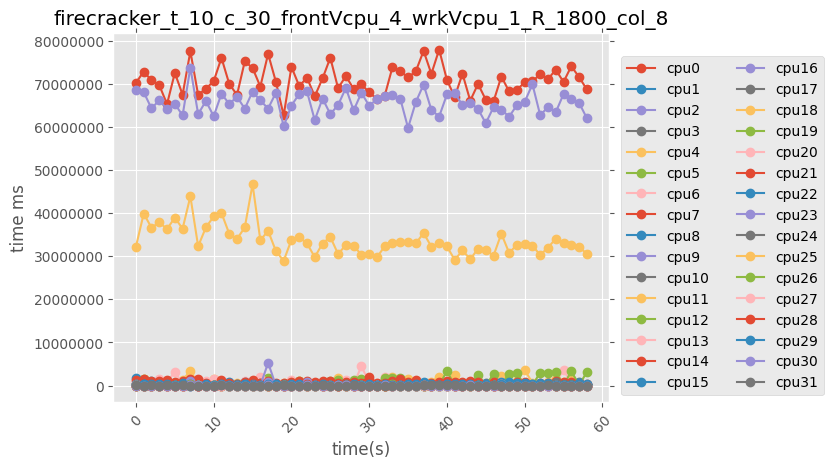 firecracker_t_10_c_30_frontVcpu_4_wrkVcpu_1_R_1800_col_8
80000000
70000000
60000000
50000000
40000000
30000000
20000000
10000000
0
time ms
0
10
20
30
40
50
60
time(s)
cpu0
cpu1
cpu2
cpu3
cpu4
cpu5
cpu6
cpu7
cpu8
cpu9
cpu10
cpu11
cpu12
cpu13
cpu14
cpu15
cpu16
cpu17
cpu18
cpu19
cpu20
cpu21
cpu22
cpu23
cpu24
cpu25
cpu26
cpu27
cpu28
cpu29
cpu30
cpu31